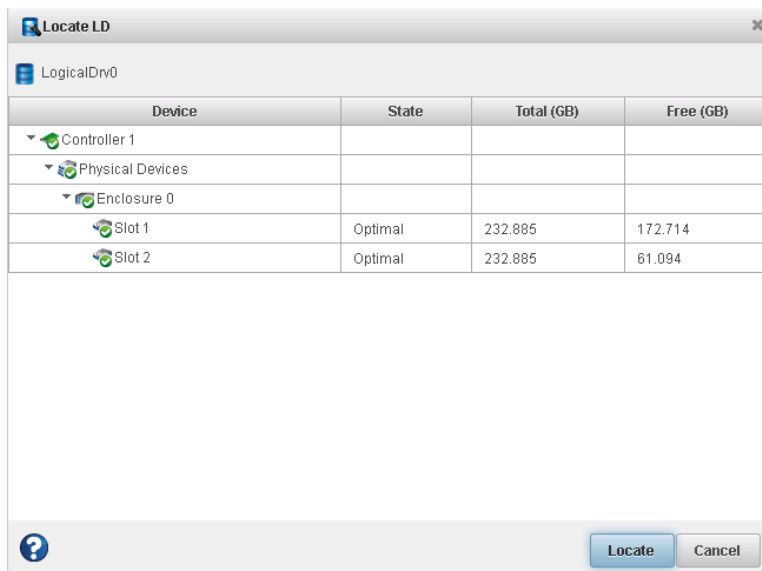 Locate LD
LogicalDrv0
Device State Total (GB) Free (GB)
Controller 1
Physical Devices
Enclosure 0
Slot 1 Optimal 232.885 172.714
Slot 2 Optimal 232.885 61.094
? Locate Cancel